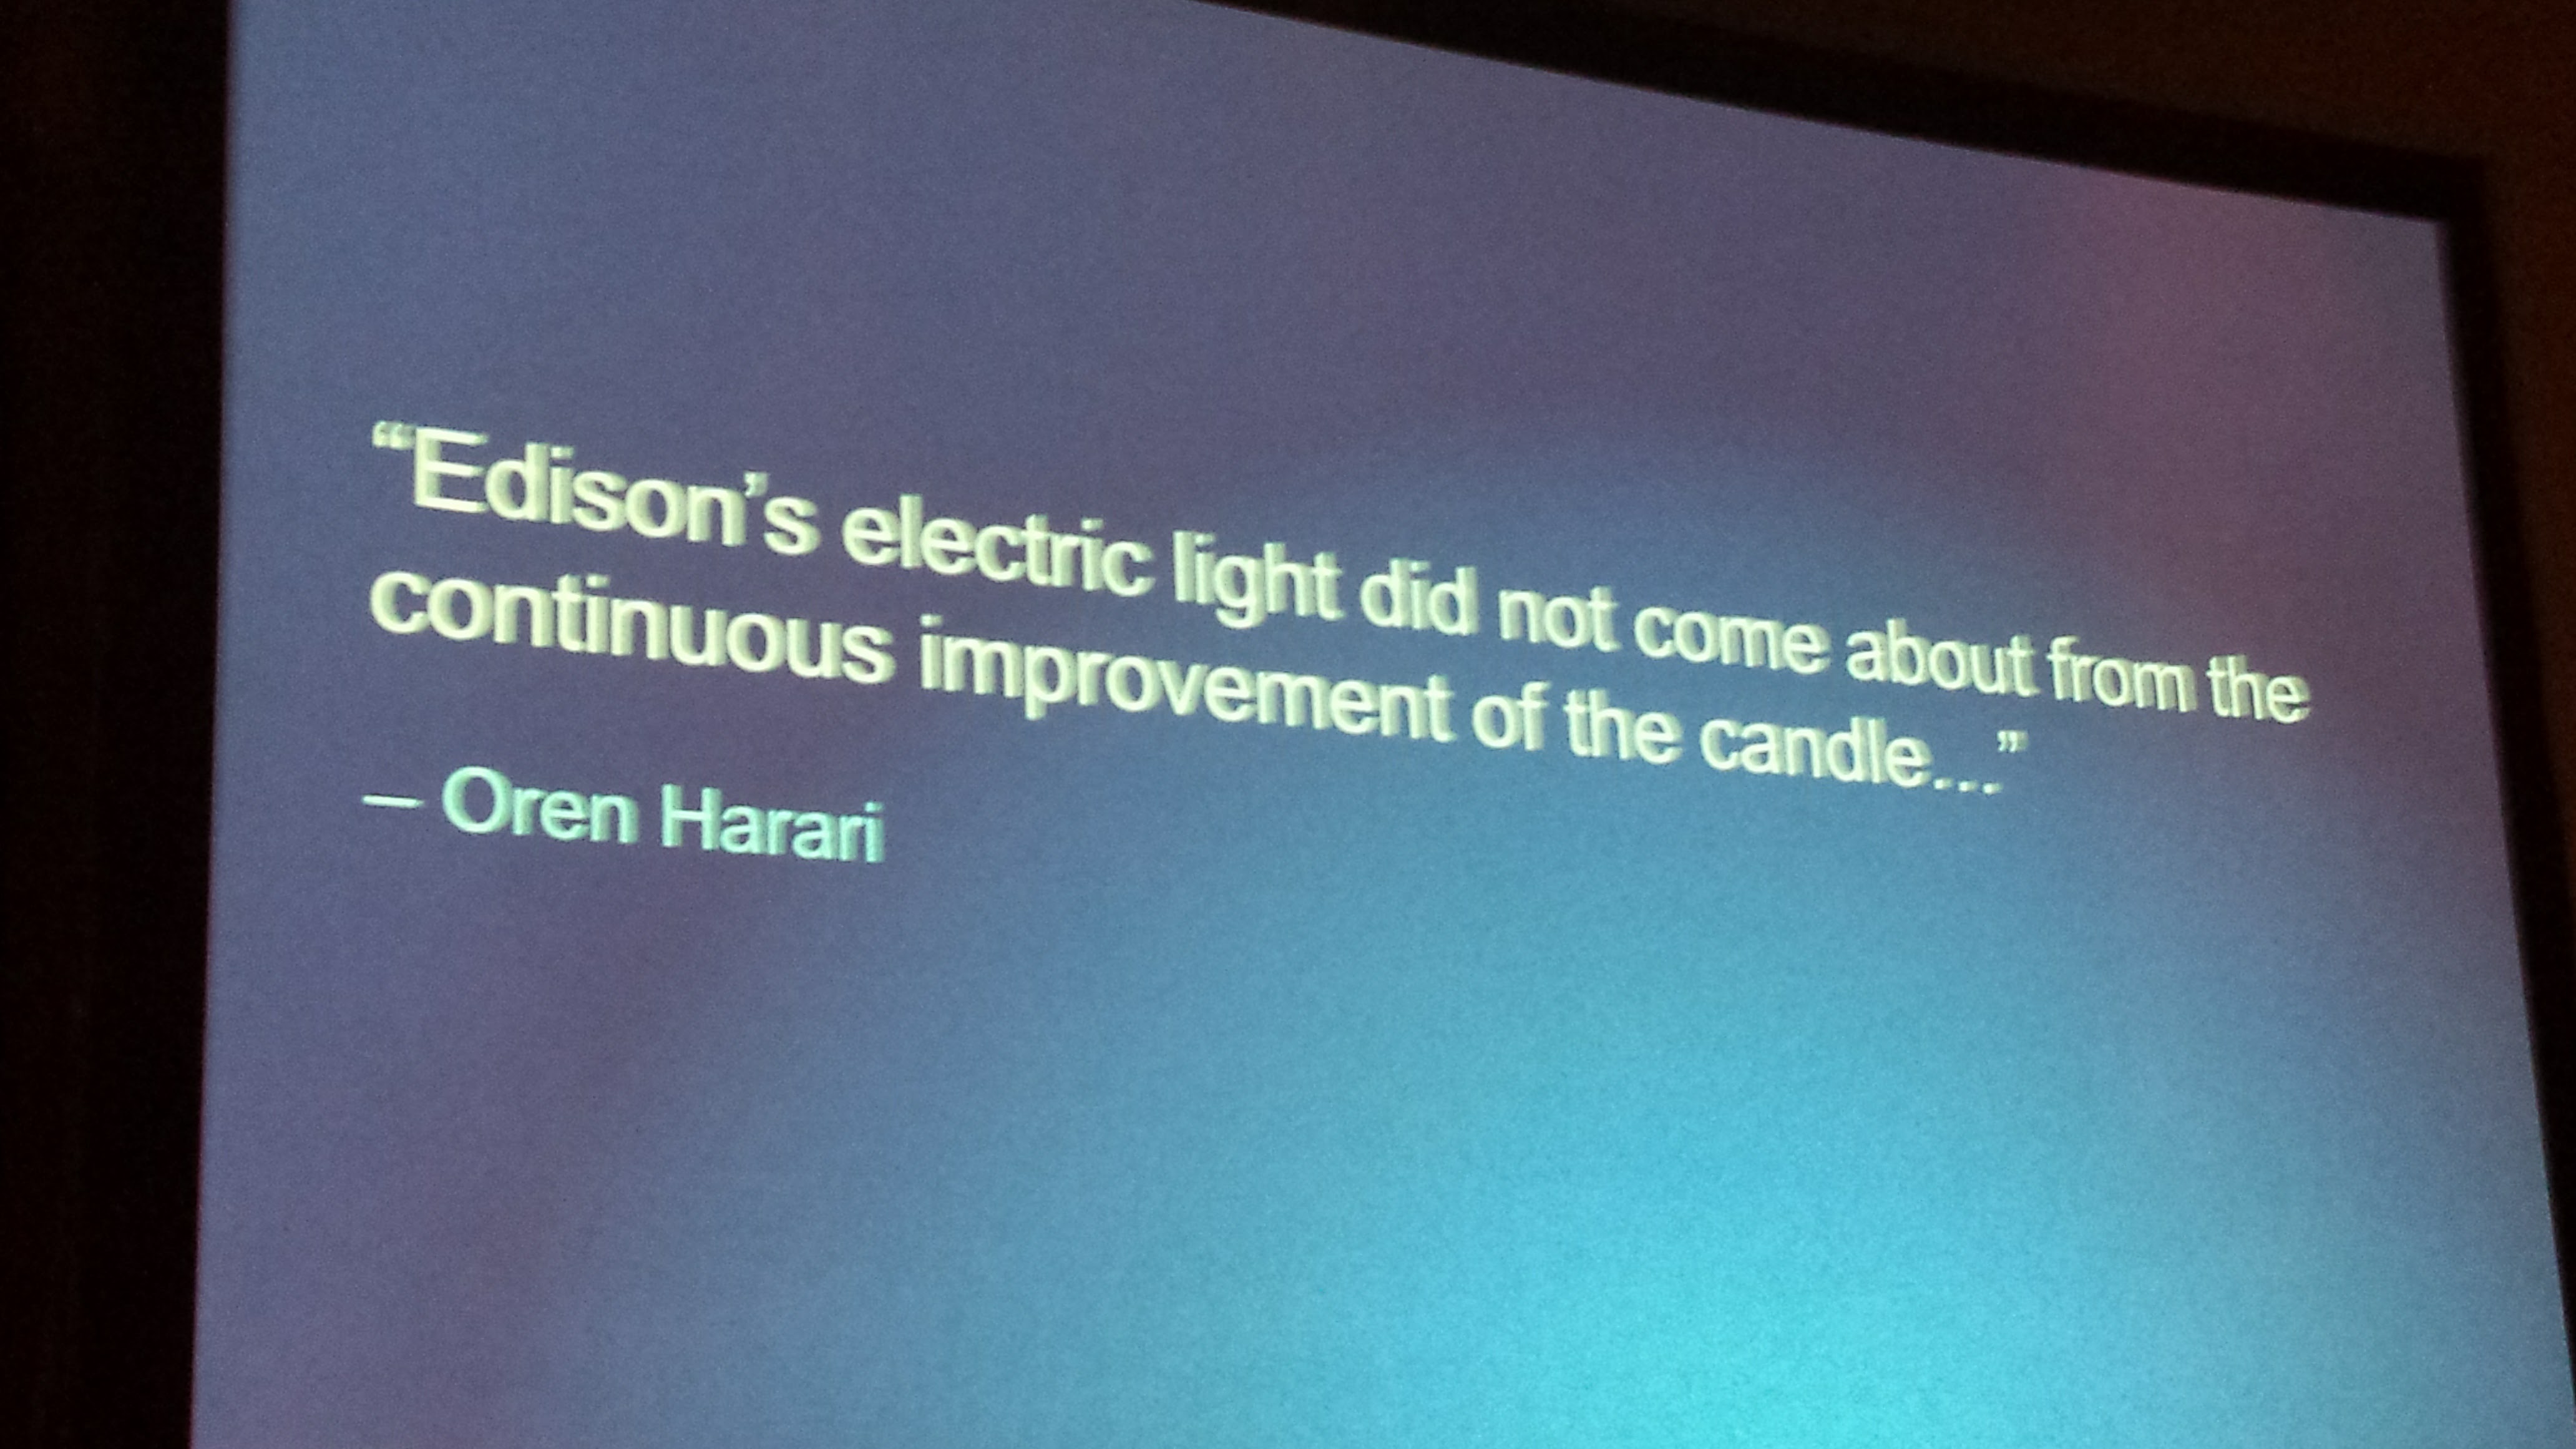 “Edison’s electric light did not come about from the
continuous improvement of the candle...”
– Oren Harari